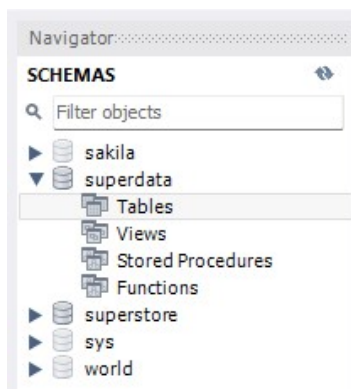 Navigator
SCHEMAS
Filter objects
sakila
superdata
Tables
Views
Stored Procedures
Functions
superstore
sys
world